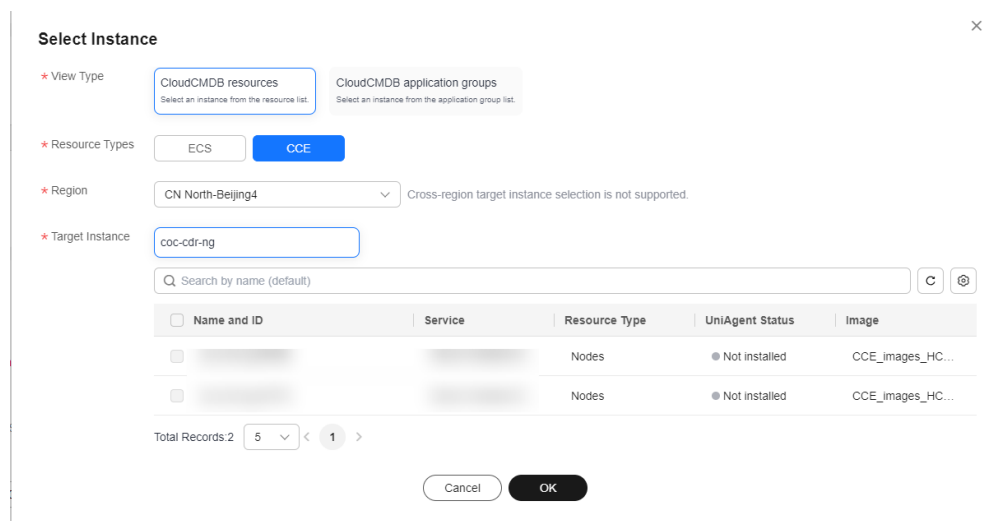 Select Instance
* View Type
CloudCMDB resources
Select an instance from the resource list.
CloudCMDB application groups
Select an instance from the application group list.
* Resource Types
ECS
CCE
* Region
CN North-Beijing4
Cross-region target instance selection is not supported.
* Target Instance
coc-cdr-ng
Search by name (default)
Name and ID Service Resource Type UniAgent Status Image
Nodes Not installed CCE_images_HC...
Nodes Not installed CCE_images_HC...
Total Records:2 5 < 1 >
Cancel OK